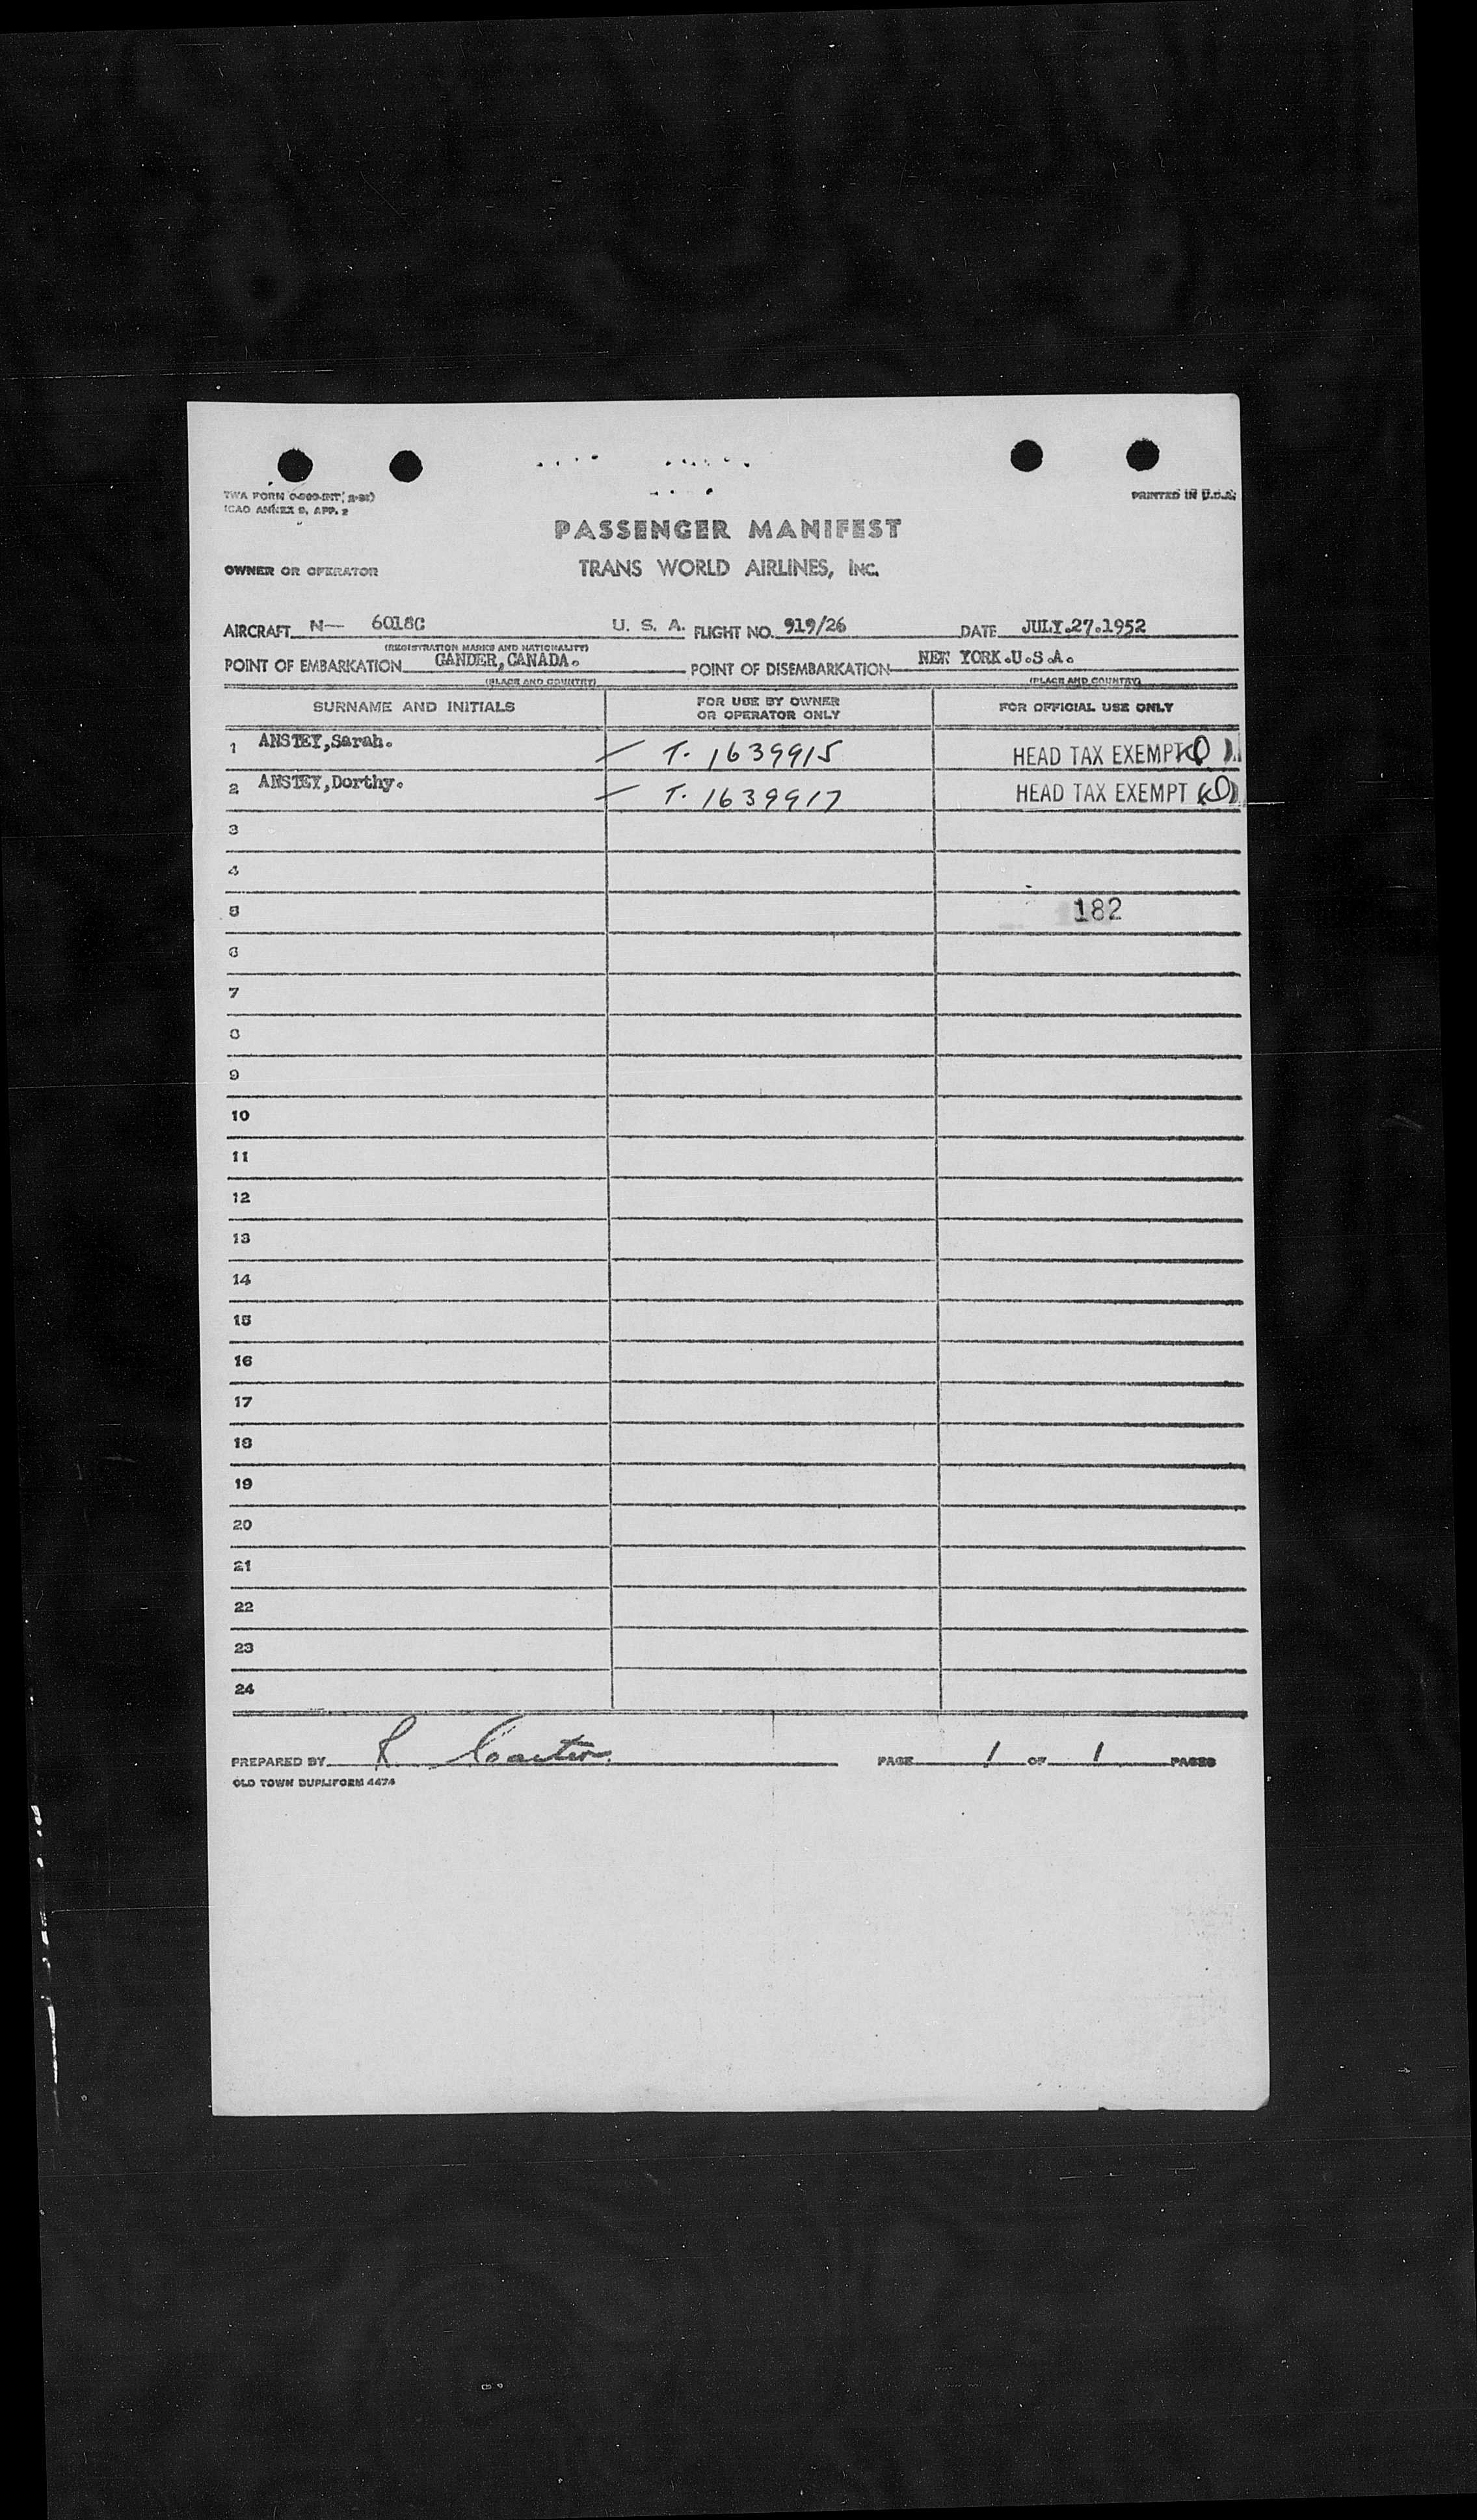 PRINTED IN U.S.A.
ICAO ANNEX 9, APP. 2
PASSENGER MANIFEST
OWNER OR OPERATOR TRANS WORLD AIRLINES, INC.
AIRCRAFT N— 6018C U. S. A. FLIGHT NO. 919/26 DATE JULY.27.1952
(REGISTRATION MARKS AND NATIONALITY)
POINT OF EMBARKATION GANDER,CANADA. POINT OF DISEMBARKATION NEW YORK.U.S.A.
(PLACE AND COUNTRY) (PLACE AND COUNTRY)
SURNAME AND INITIALS FOR USE BY OWNER OR OPERATOR ONLY FOR OFFICIAL USE ONLY
1 ANSTEY,Sarah. T. 1639915 HEAD TAX EXEMPT
2 ANSTEY,Dorthy. T. 1639917 HEAD TAX EXEMPT
3
4
5 182
6
7
8
9
10
11
12
13
14
15
16
17
18
19
20
21
22
23
24
PREPARED BY R. PAGE 1 OF 1 PAGES
OLD TOWN DUPLIFORM 4474